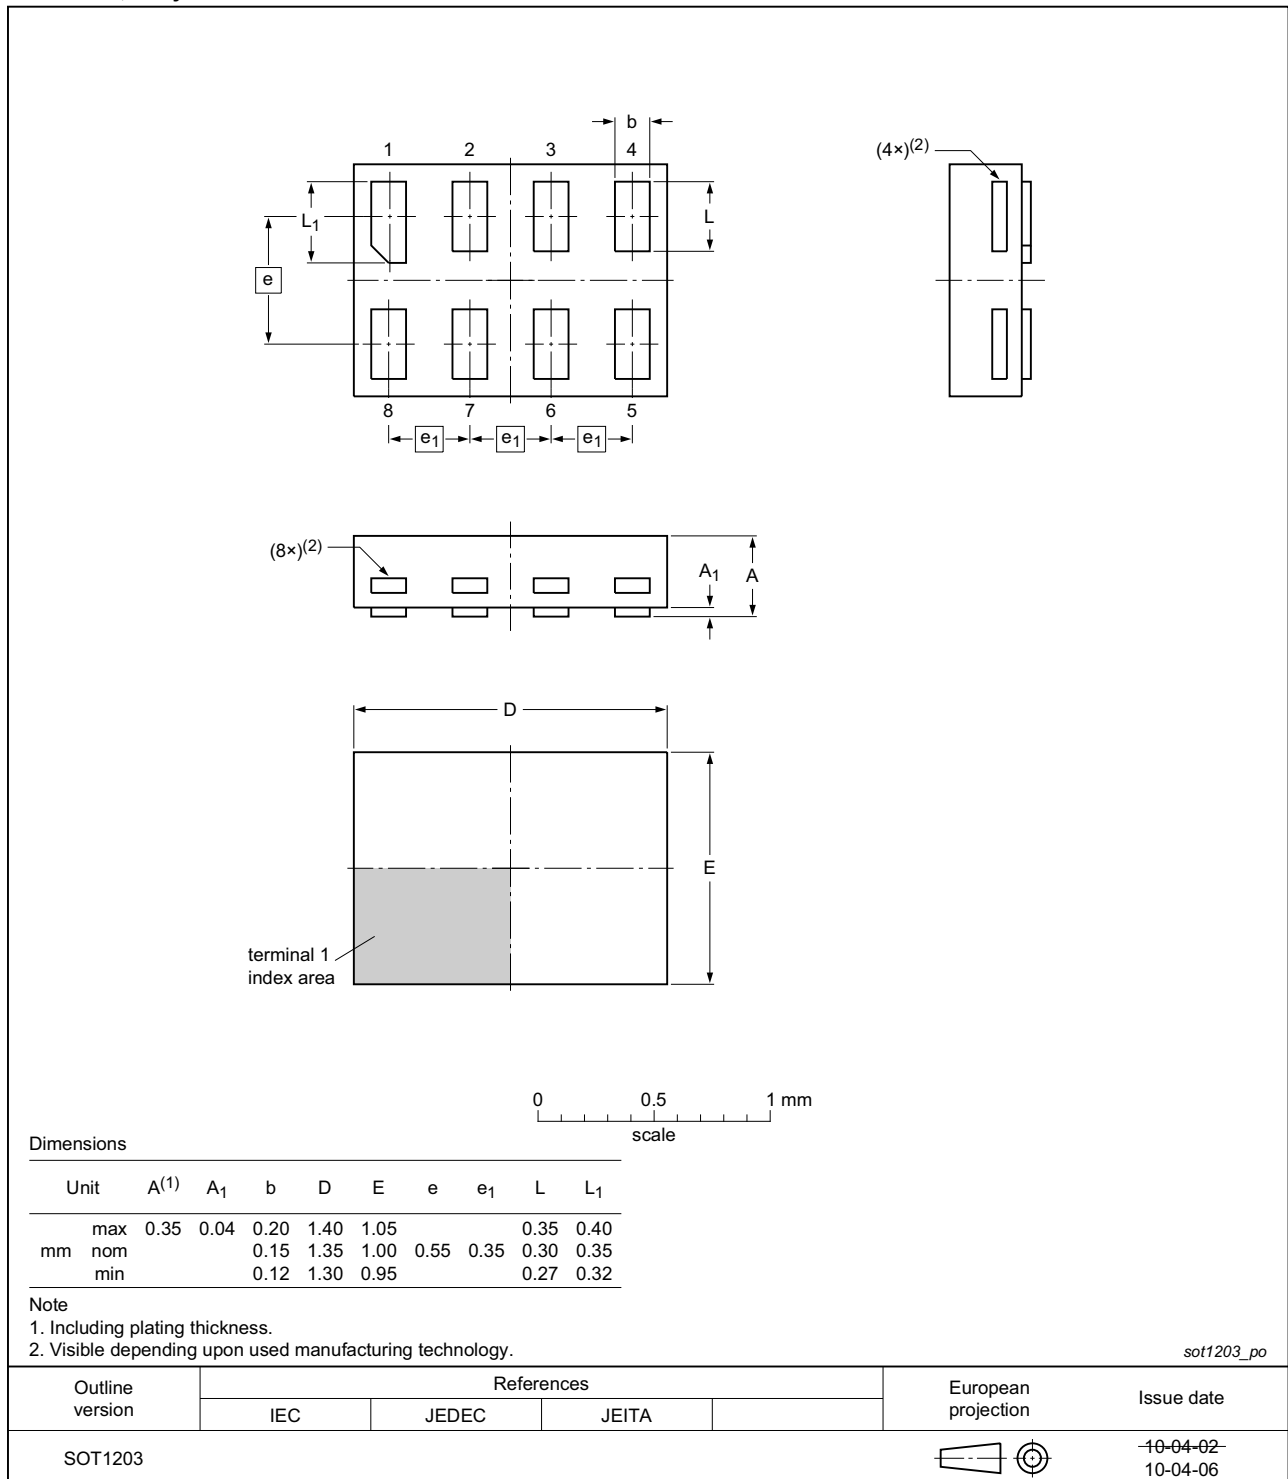 1 2 3 4
b
L1
L
e
(4×)(2)
8 7 6 5
e1 e1 e1
(8×)(2)
A1 A
D
E
terminal 1
index area
0 0.5 1 mm
scale
Dimensions
Unit A(1) A1 b D E e e1 L L1
max 0.35 0.04 0.20 1.40 1.05 0.35 0.40
mm nom 0.15 1.35 1.00 0.55 0.35 0.30 0.35
min 0.12 1.30 0.95 0.27 0.32
Note
1. Including plating thickness.
2. Visible depending upon used manufacturing technology.
sot1203_po
Outline
version
References
IEC JEDEC JEITA
European
projection
Issue date
SOT1203
10-04-02
10-04-06